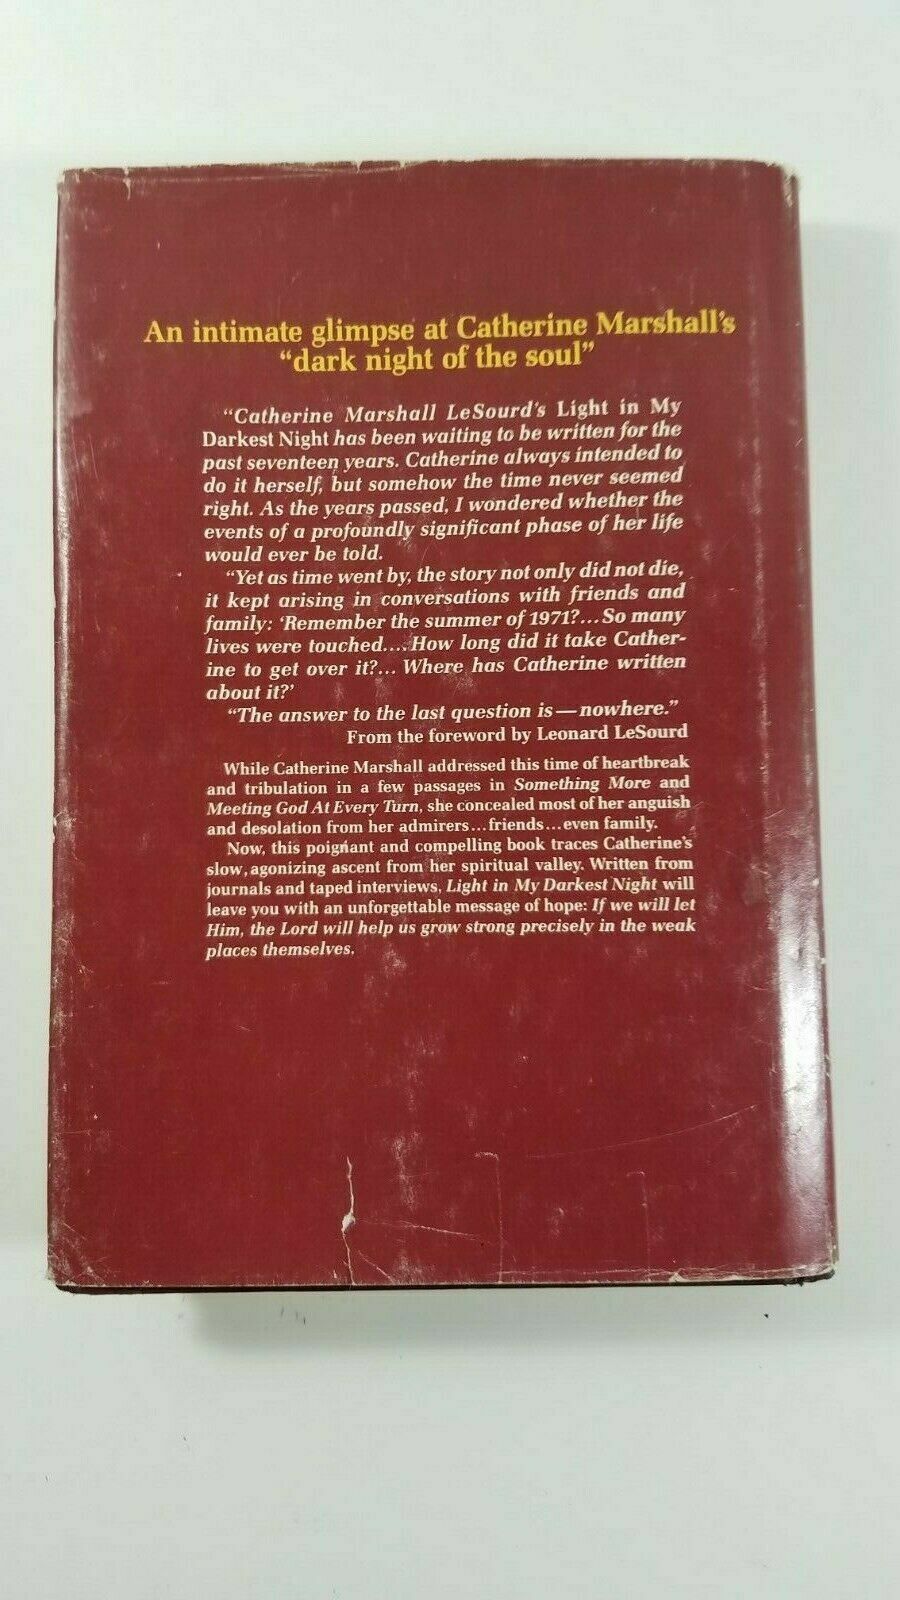 An intimate glimpse at Catherine Marshall's
"dark night of the soul"
"Catherine Marshall LeSourd's Light in My
Darkest Night has been waiting to be written for the
past seventeen years. Catherine always intended to
do it herself, but somehow the time never seemed
right. As the years passed, I wondered whether the
events of a profoundly significant phase of her life
would ever be told.
"Yet as time went by, the story not only did not die,
it kept arising in conversations with friends and
family: 'Remember the summer of 1971?...So many
lives were touched....How long did it take Cather-
ine to get over it?... Where has Catherine written
about it?'
"The answer to the last question is—nowhere."
From the foreword by Leonard LeSourd
While Catherine Marshall addressed this time of heartbreak
and tribulation in a few passages in Something More and
Meeting God At Every Turn, she concealed most of her anguish
and desolation from her admirers...friends...even family.
Now, this poignant and compelling book traces Catherine's
slow, agonizing ascent from her spiritual valley. Written from
journals and taped interviews, Light in My Darkest Night will
leave you with an unforgettable message of hope: If we will let
Him, the Lord will help us grow strong precisely in the weak
places themselves.